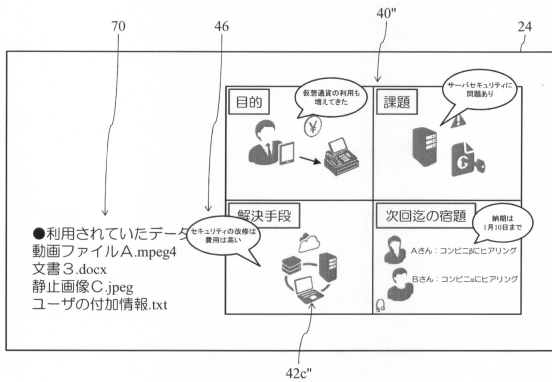 70
46
40"
24
目的
仮想通貨の利用も
増えてきた
¥
課題
サーバセキュリティに
問題あり
●利用されていたデータ
動画ファイルA.mpeg4
文書3.docx
静止画像C.jpeg
ユーザの付加情報.txt
解決手段
セキュリティの改修は
費用は高い
次回迄の宿題
納期は
1月10日まで
Aさん：コンビニβにヒアリング
Bさん：コンビニαにヒアリング
42c"